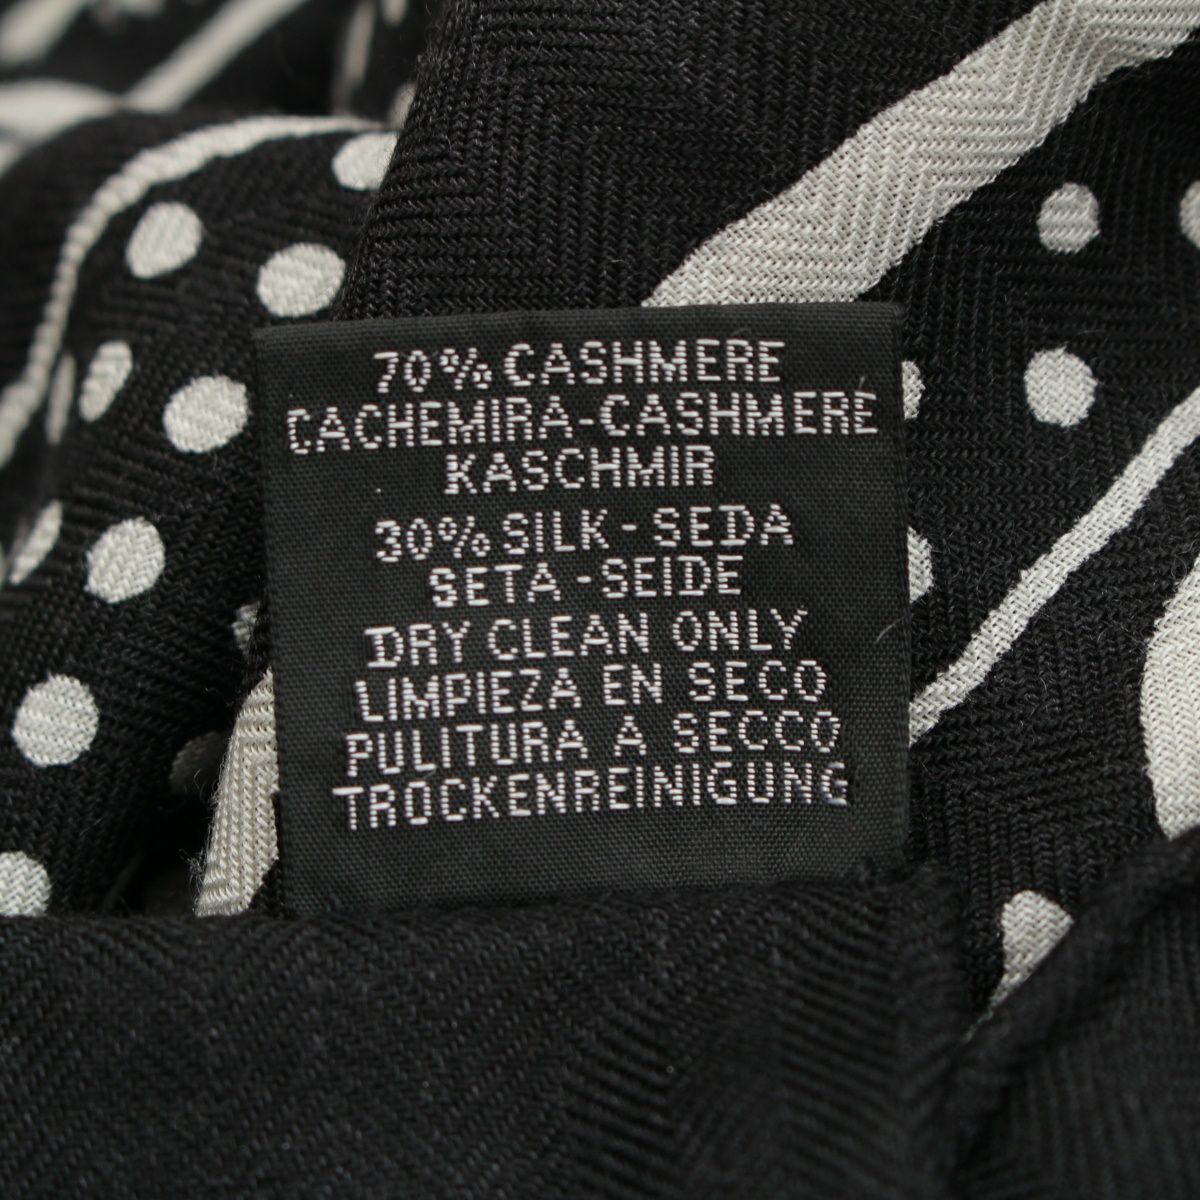 70% CASHMERE
CACHEMIRA-CASHMERE
KASCHMIR
30% SILK - SEDA
SETA - SEIDE
DRY CLEAN ONLY
LIMPIEZA EN SECO
PULITURA A SECCO
TROCKENREINIGUNG